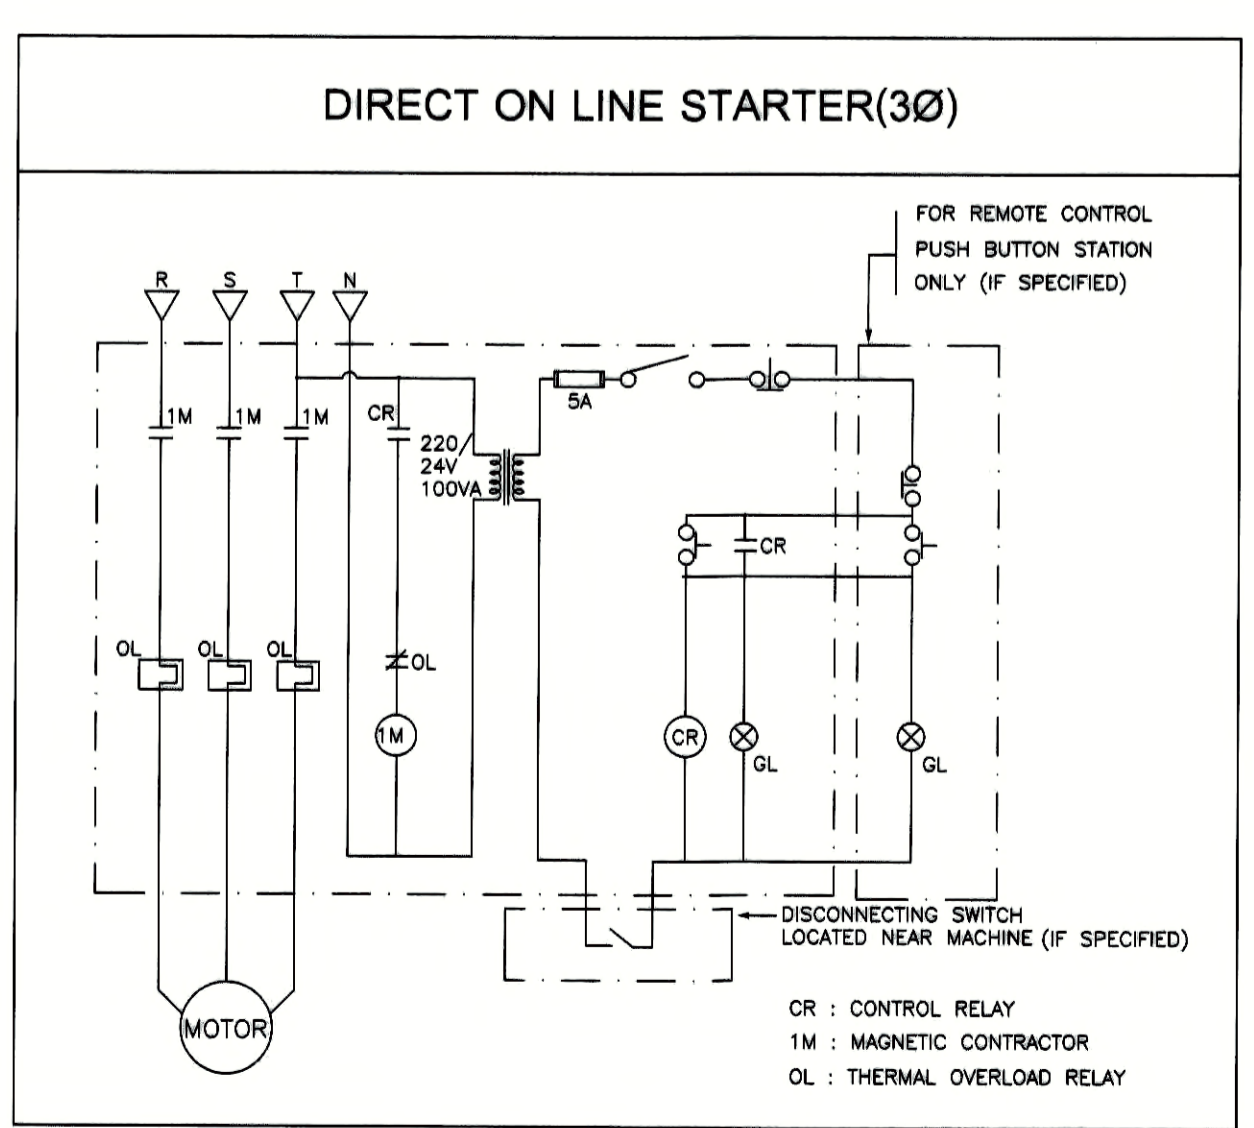 DIRECT ON LINE STARTER(3Ø)
FOR REMOTE CONTROL
PUSH BUTTON STATION
ONLY (IF SPECIFIED)
R S T N
1M 1M 1M CR
5A
220/
24V
100VA
CR
OL OL OL
OL
1M
CR
GL GL
DISCONNECTING SWITCH
LOCATED NEAR MACHINE (IF SPECIFIED)
MOTOR
CR : CONTROL RELAY
1M : MAGNETIC CONTRACTOR
OL : THERMAL OVERLOAD RELAY